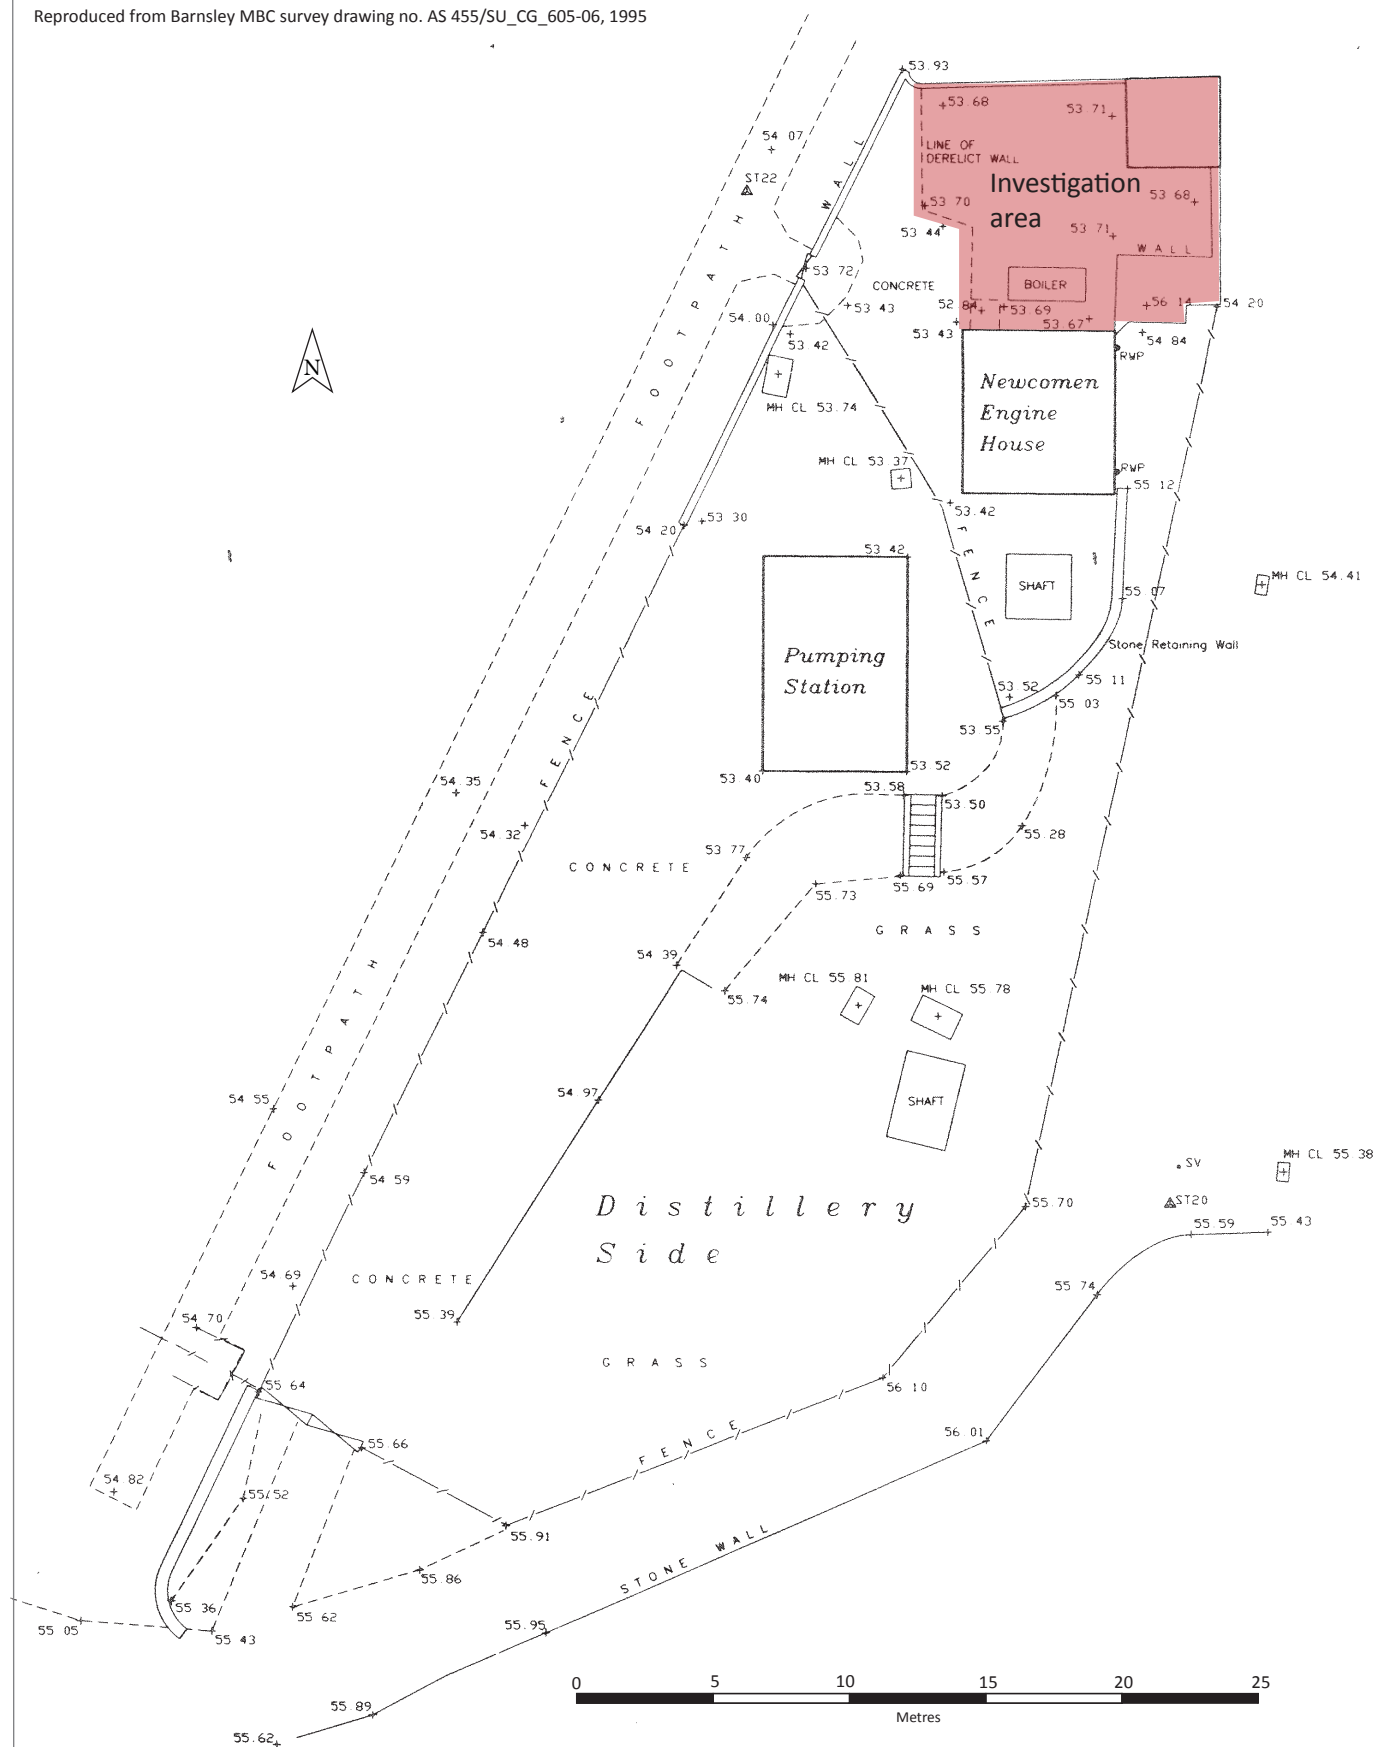 Reproduced from Barnsley MBC survey drawing no. AS 455/SU_CG_605-06, 1995
53.93
53 68
53 71
54 07
LINE OF
DERELICT WALL
WALL
ST22
Investigation
area
53 68
53 70
53 44
53 71
WALL
FOOTPATH
53 72
CONCRETE
BOILER
53 43
52 84
53.69
56 14
54 20
54.00
53 43
53 67
53 42
54 84
RWP
N
Newcomen
Engine
House
MH CL 53.74
MH CL 53 37
RWP
55 12
53.42
54 20
53 30
FENCE
53 42
SHAFT
MH CL 54.41
55.07
Stone Retaining Wall
Pumping
Station
55 11
53 52
55 03
FENCE
53 55
53 40
53.52
54.35
53.58
53.50
54.32
55.28
53 77
CONCRETE
55.73
55.69
55.57
GRASS
54 48
54.39
MH CL 55 81
MH CL 55.78
55.74
FOOTPATH
54 97
54 55
SHAFT
54 59
SV
MH CL 55 38
Distillery
Side
55.70
ST20
55.59
55 43
54 69
CONCRETE
55 39
55 74
54 70
GRASS
55 64
56 10
FENCE
56.01
55.66
54 82
55 52
55.91
STONE WALL
55.86
55 36
55 62
55 05
55 43
55.95
55.89
55.62
0 5 10 15 20 25
Metres